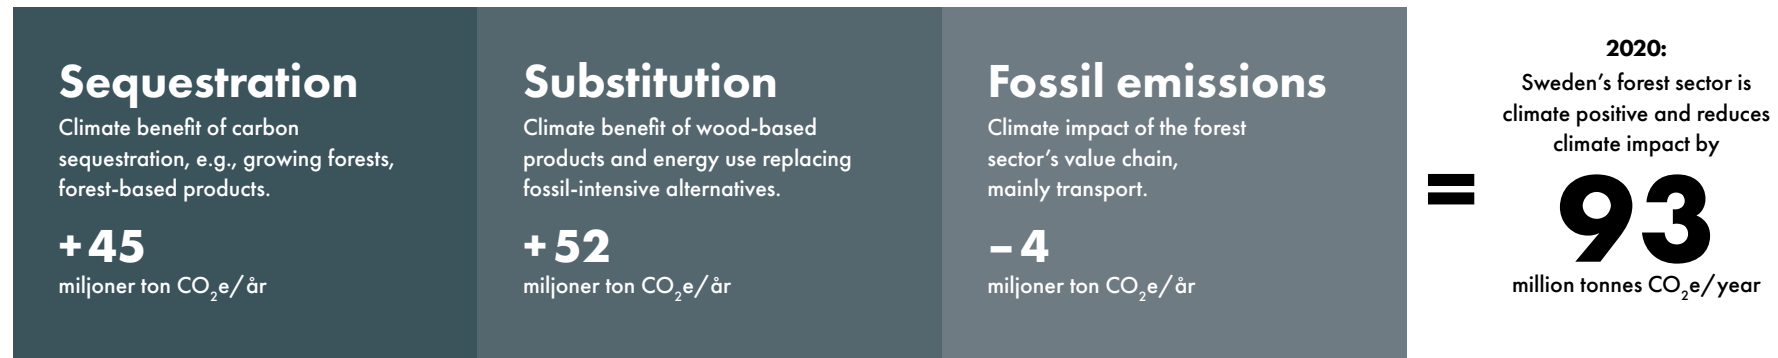 Sequestration
Climate benefit of carbon
sequestration, e.g., growing forests,
forest-based products.
+45
miljoner ton CO₂e/år
Substitution
Climate benefit of wood-based
products and energy use replacing
fossil-intensive alternatives.
+52
miljoner ton CO₂e/år
Fossil emissions
Climate impact of the forest
sector’s value chain,
mainly transport.
–4
miljoner ton CO₂e/år
=
2020:
Sweden’s forest sector is
climate positive and reduces
climate impact by
93
million tonnes CO₂e/year